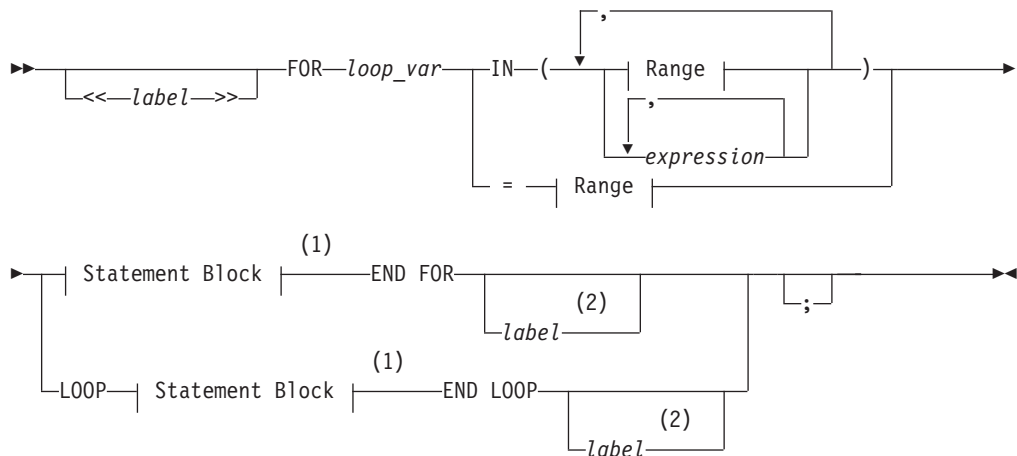 ,
<< label >> FOR loop_var IN ( Range )
,
expression
= Range
(1)
Statement Block END FOR
(2)
label
;
(1)
LOOP Statement Block END LOOP
(2)
label